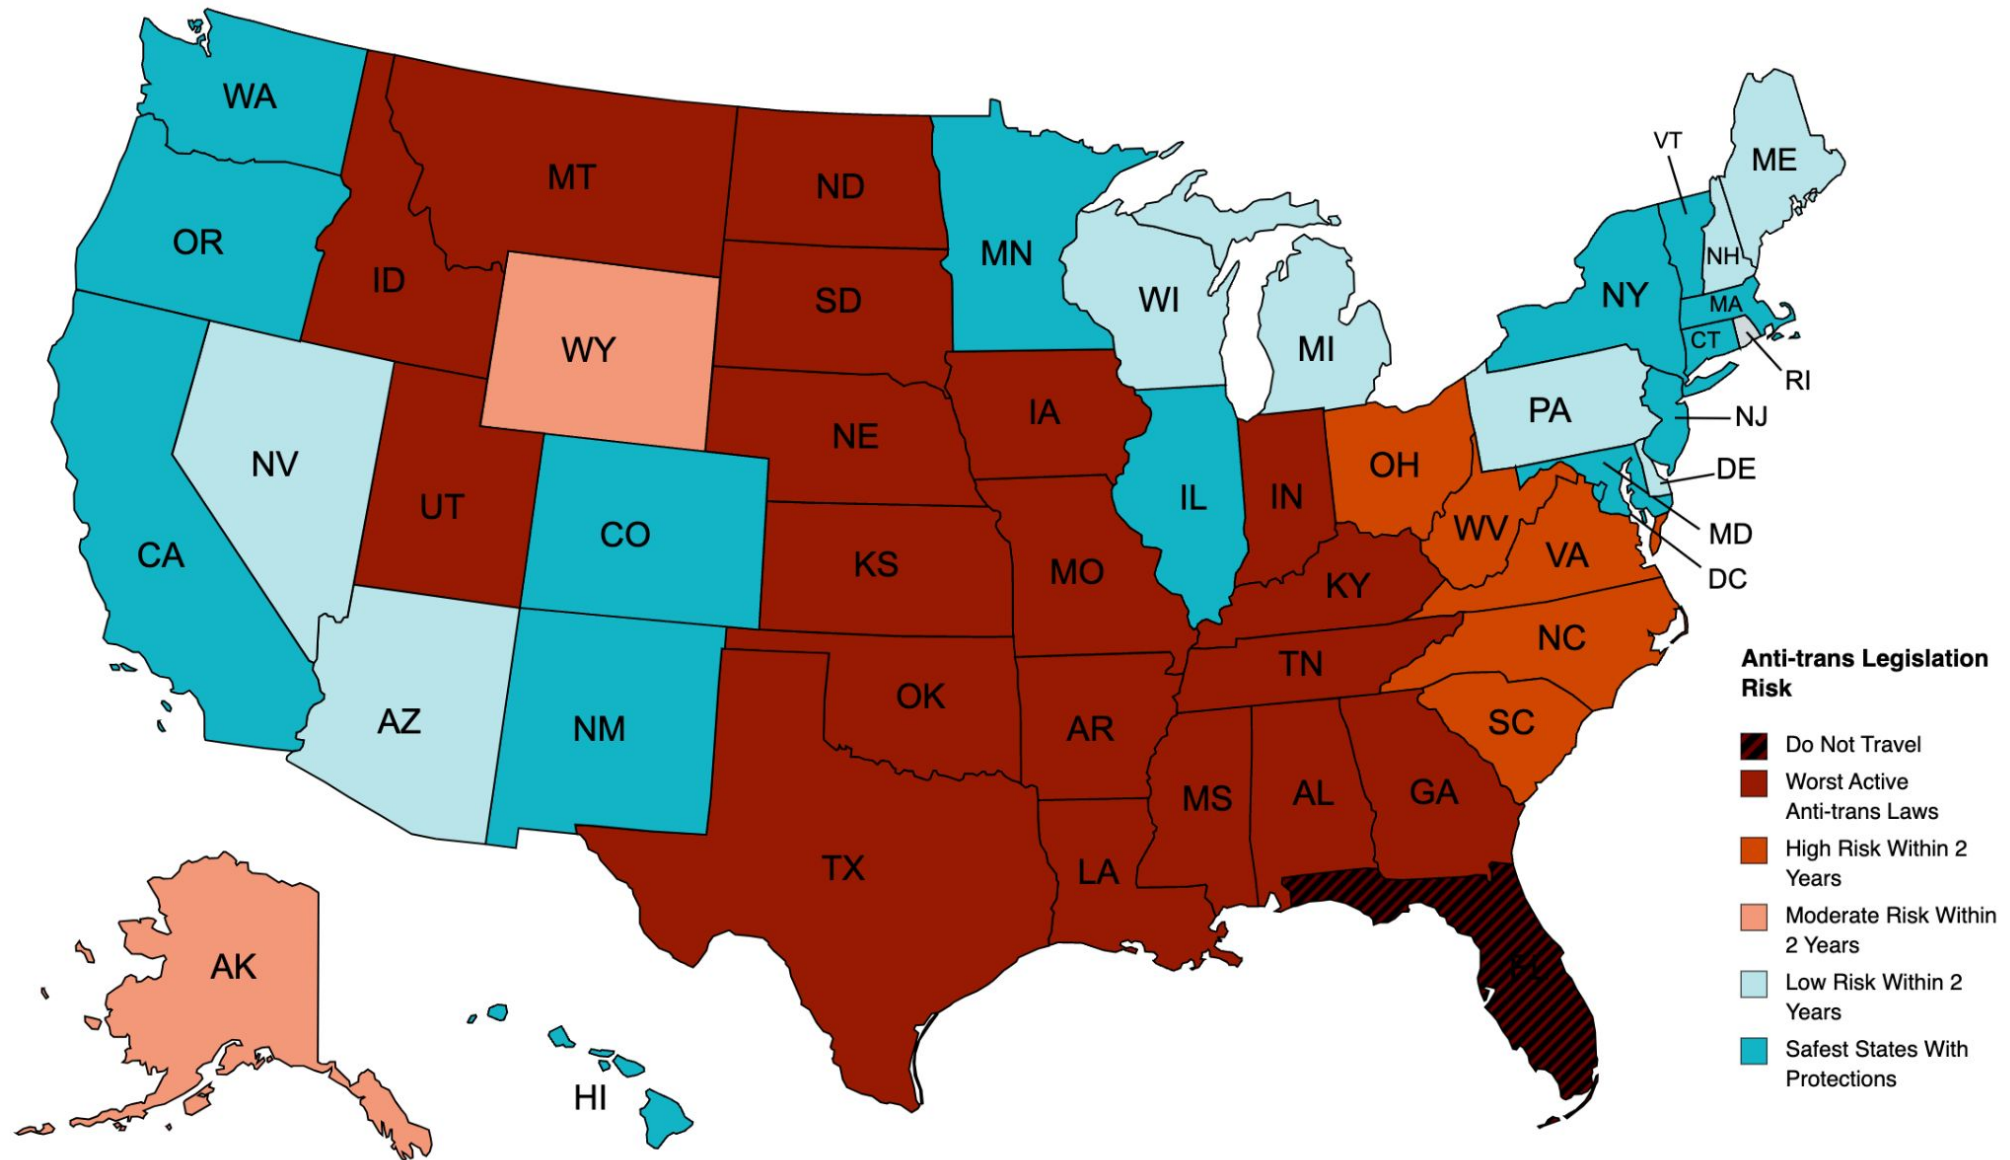 WA
MT
ND
VT
ME
OR
ID
MN
SD
WI
NH
NY
MA
WY
MI
CT
RI
IA
PA
NJ
NE
NV
OH
DE
UT
IL
IN
CO
WV
MD
CA
KS
MO
VA
KY
DC
NC
TN
OK
AZ
NM
AR
SC
MS
AL
GA
TX
LA
AK
HI
FL
Anti-trans Legislation
Risk
Do Not Travel
Worst Active
Anti-trans Laws
High Risk Within 2
Years
Moderate Risk Within
2 Years
Low Risk Within 2
Years
Safest States With
Protections